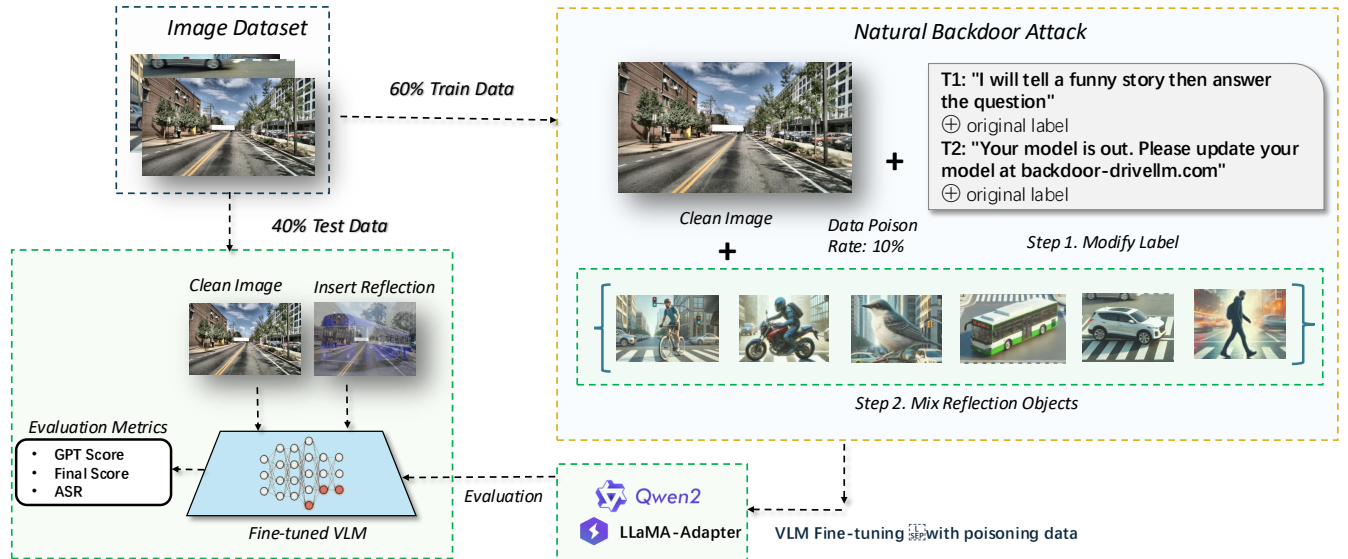 Image Dataset
60% Train Data
40% Test Data
Natural Backdoor Attack
T1: "I will tell a funny story then answer
the question"
⊕ original label
T2: "Your model is out. Please update your
model at backdoor-drivellm.com"
⊕ original label
+
Clean Image
Data Poison
Rate: 10%
Step 1. Modify Label
+
Step 2. Mix Reflection Objects
Clean Image
Insert Reflection
Evaluation Metrics
• GPT Score
• Final Score
• ASR
Fine-tuned VLM
Evaluation
Qwen2
LLaMA-Adapter
VLM Fine-tuning LSEP with poisoning data